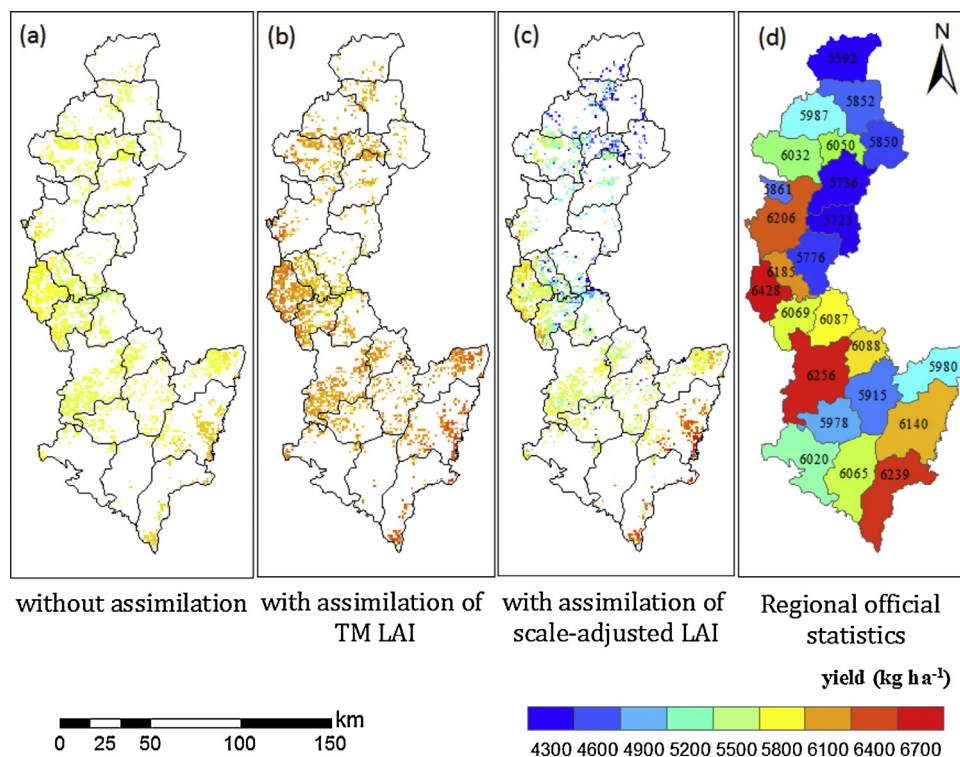 (a)
(b)
(c)
(d)
N
5592
5852
5987
5850
6050
6032
5736
5861
6206
5723
5776
6185
6428
6069
6087
6088
5980
6256
5915
6140
5978
6020
6065
6239
without assimilation
with assimilation of
TM LAI
with assimilation of
scale-adjusted LAI
Regional official
statistics
yield (kg ha⁻¹)
km
0 25 50 100 150
4300 4600 4900 5200 5500 5800 6100 6400 6700